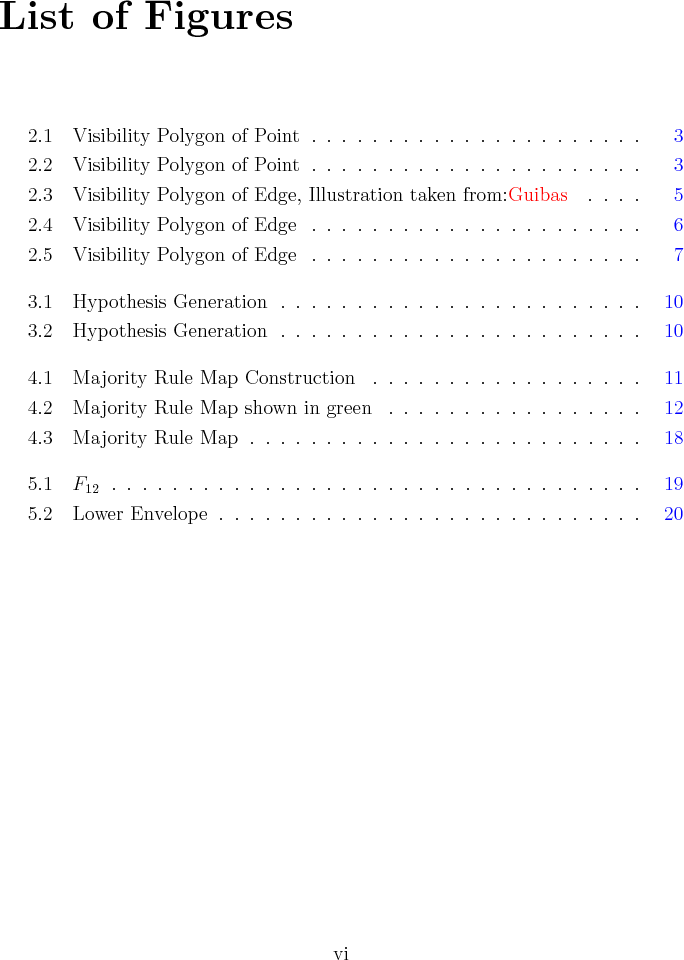 List of Figures
2.1 Visibility Polygon of Point . . . . . . . . . . . . . . . . . . . . . . 3
2.2 Visibility Polygon of Point . . . . . . . . . . . . . . . . . . . . . . 3
2.3 Visibility Polygon of Edge, Illustration taken from:Guibas . . . . 5
2.4 Visibility Polygon of Edge . . . . . . . . . . . . . . . . . . . . . . 6
2.5 Visibility Polygon of Edge . . . . . . . . . . . . . . . . . . . . . . 7
3.1 Hypothesis Generation . . . . . . . . . . . . . . . . . . . . . . . . 10
3.2 Hypothesis Generation . . . . . . . . . . . . . . . . . . . . . . . . 10
4.1 Majority Rule Map Construction . . . . . . . . . . . . . . . . . . 11
4.2 Majority Rule Map shown in green . . . . . . . . . . . . . . . . . 12
4.3 Majority Rule Map . . . . . . . . . . . . . . . . . . . . . . . . . . 18
5.1 F₁₂ . . . . . . . . . . . . . . . . . . . . . . . . . . . . . . . . . . . 19
5.2 Lower Envelope . . . . . . . . . . . . . . . . . . . . . . . . . . . . 20
vi